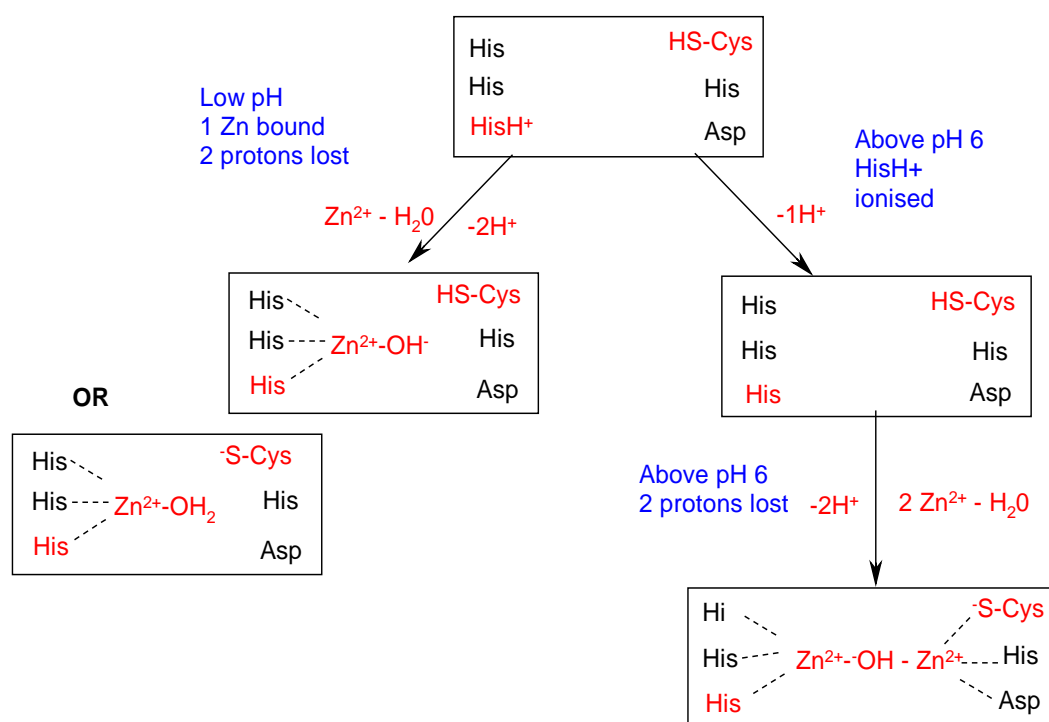 His
HS-Cys
His
His
HisH⁺
Asp
Low pH
1 Zn bound
2 protons lost
Above pH 6
HisH+
ionised
Zn²⁺ - H₂0
-2H⁺
-1H⁺
His
HS-Cys
His
Zn²⁺-OH⁻
His
His
Asp
His
HS-Cys
His
His
His
Asp
OR
His
⁻S-Cys
His
Zn²⁺-OH₂
His
His
Asp
Above pH 6
2 protons lost
-2H⁺
2 Zn²⁺ - H₂0
Hi
⁻S-Cys
His
Zn²⁺-⁻OH - Zn²⁺
His
His
Asp